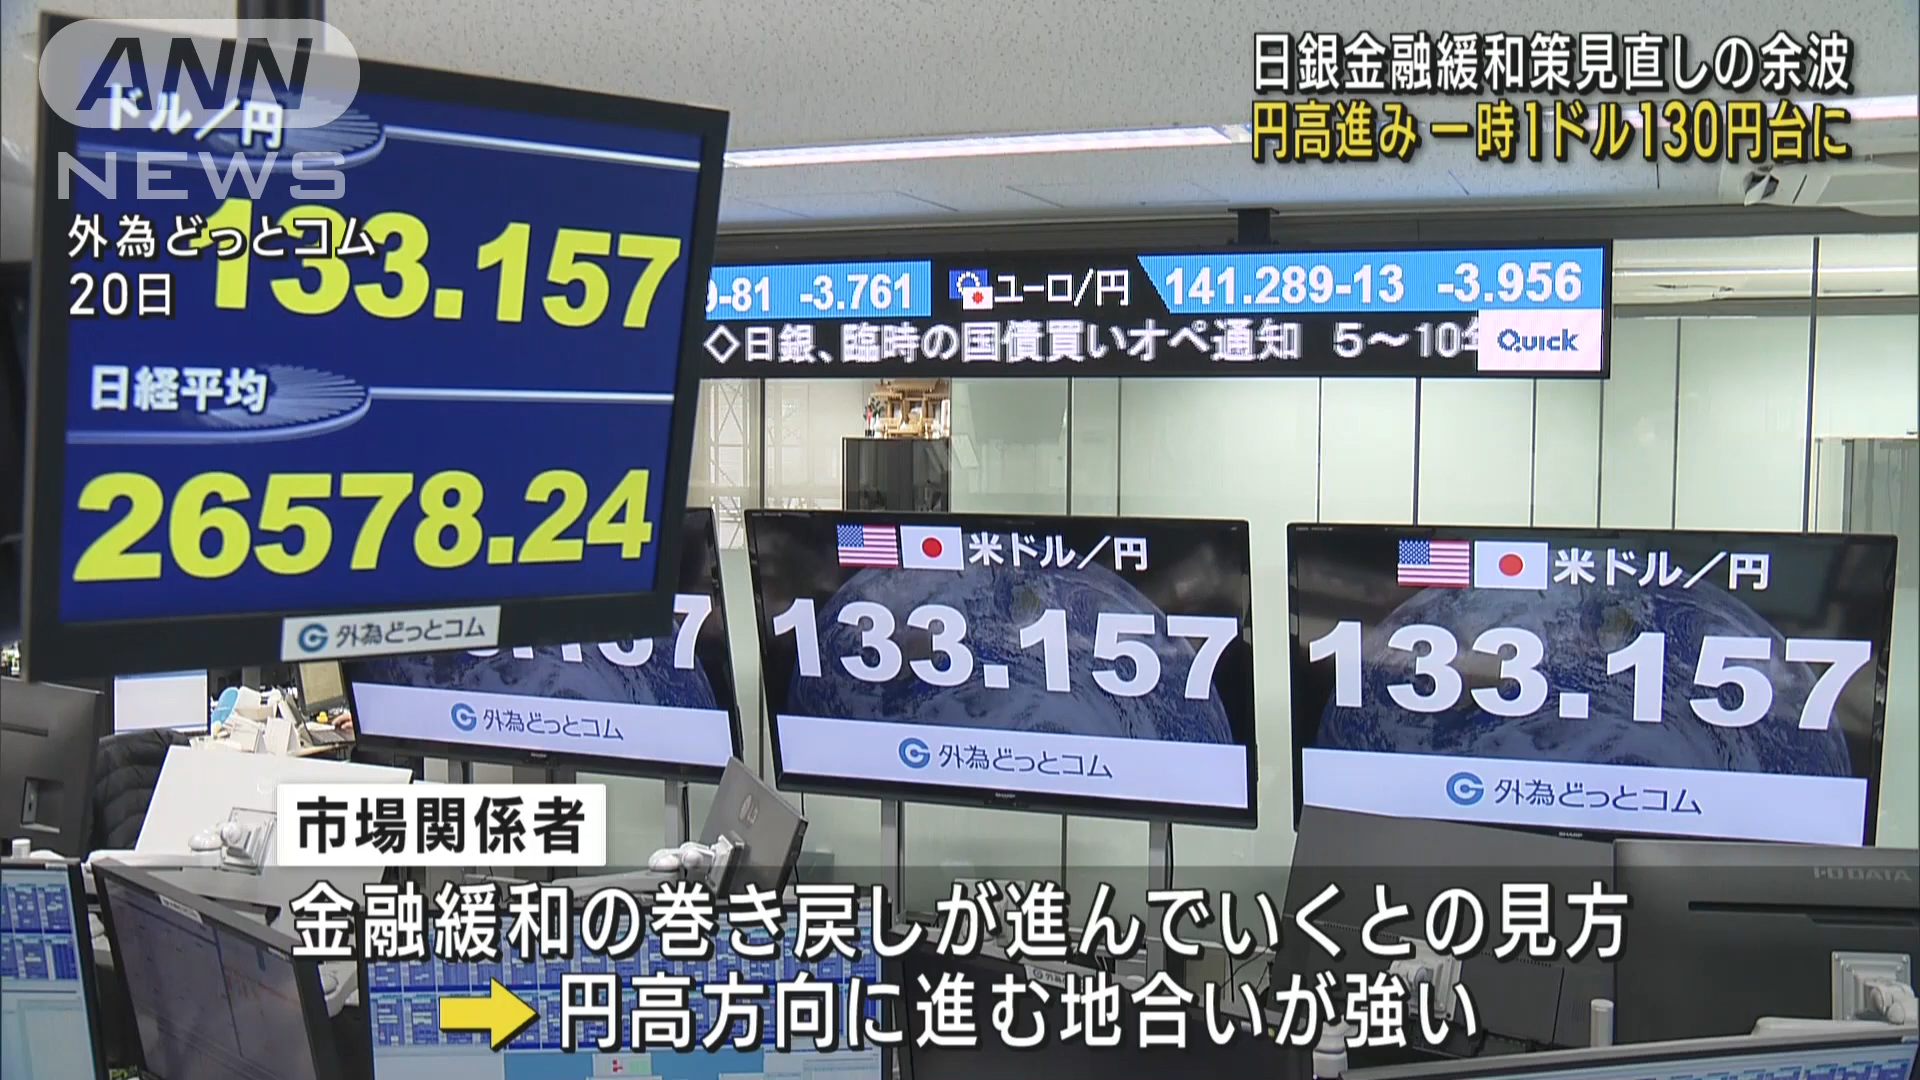 ANN
NEWS
日銀金融緩和策見直しの余波
円高進み 一時1ドル130円台に
外為どっとコム
20日
ドル/円
133.157
日経平均
26578.24
外為どっとコム
9-81 -3.761
ユーロ/円 141.289-13 -3.956
◇日銀、臨時の国債買いオペ通知 5～10年
Quick
外為どっとコム
米ドル/円
133.157
外為どっとコム
米ドル/円
133.157
外為どっとコム
I-O DATA
市場関係者
金融緩和の巻き戻しが進んでいくとの見方
➡円高方向に進む地合いが強い